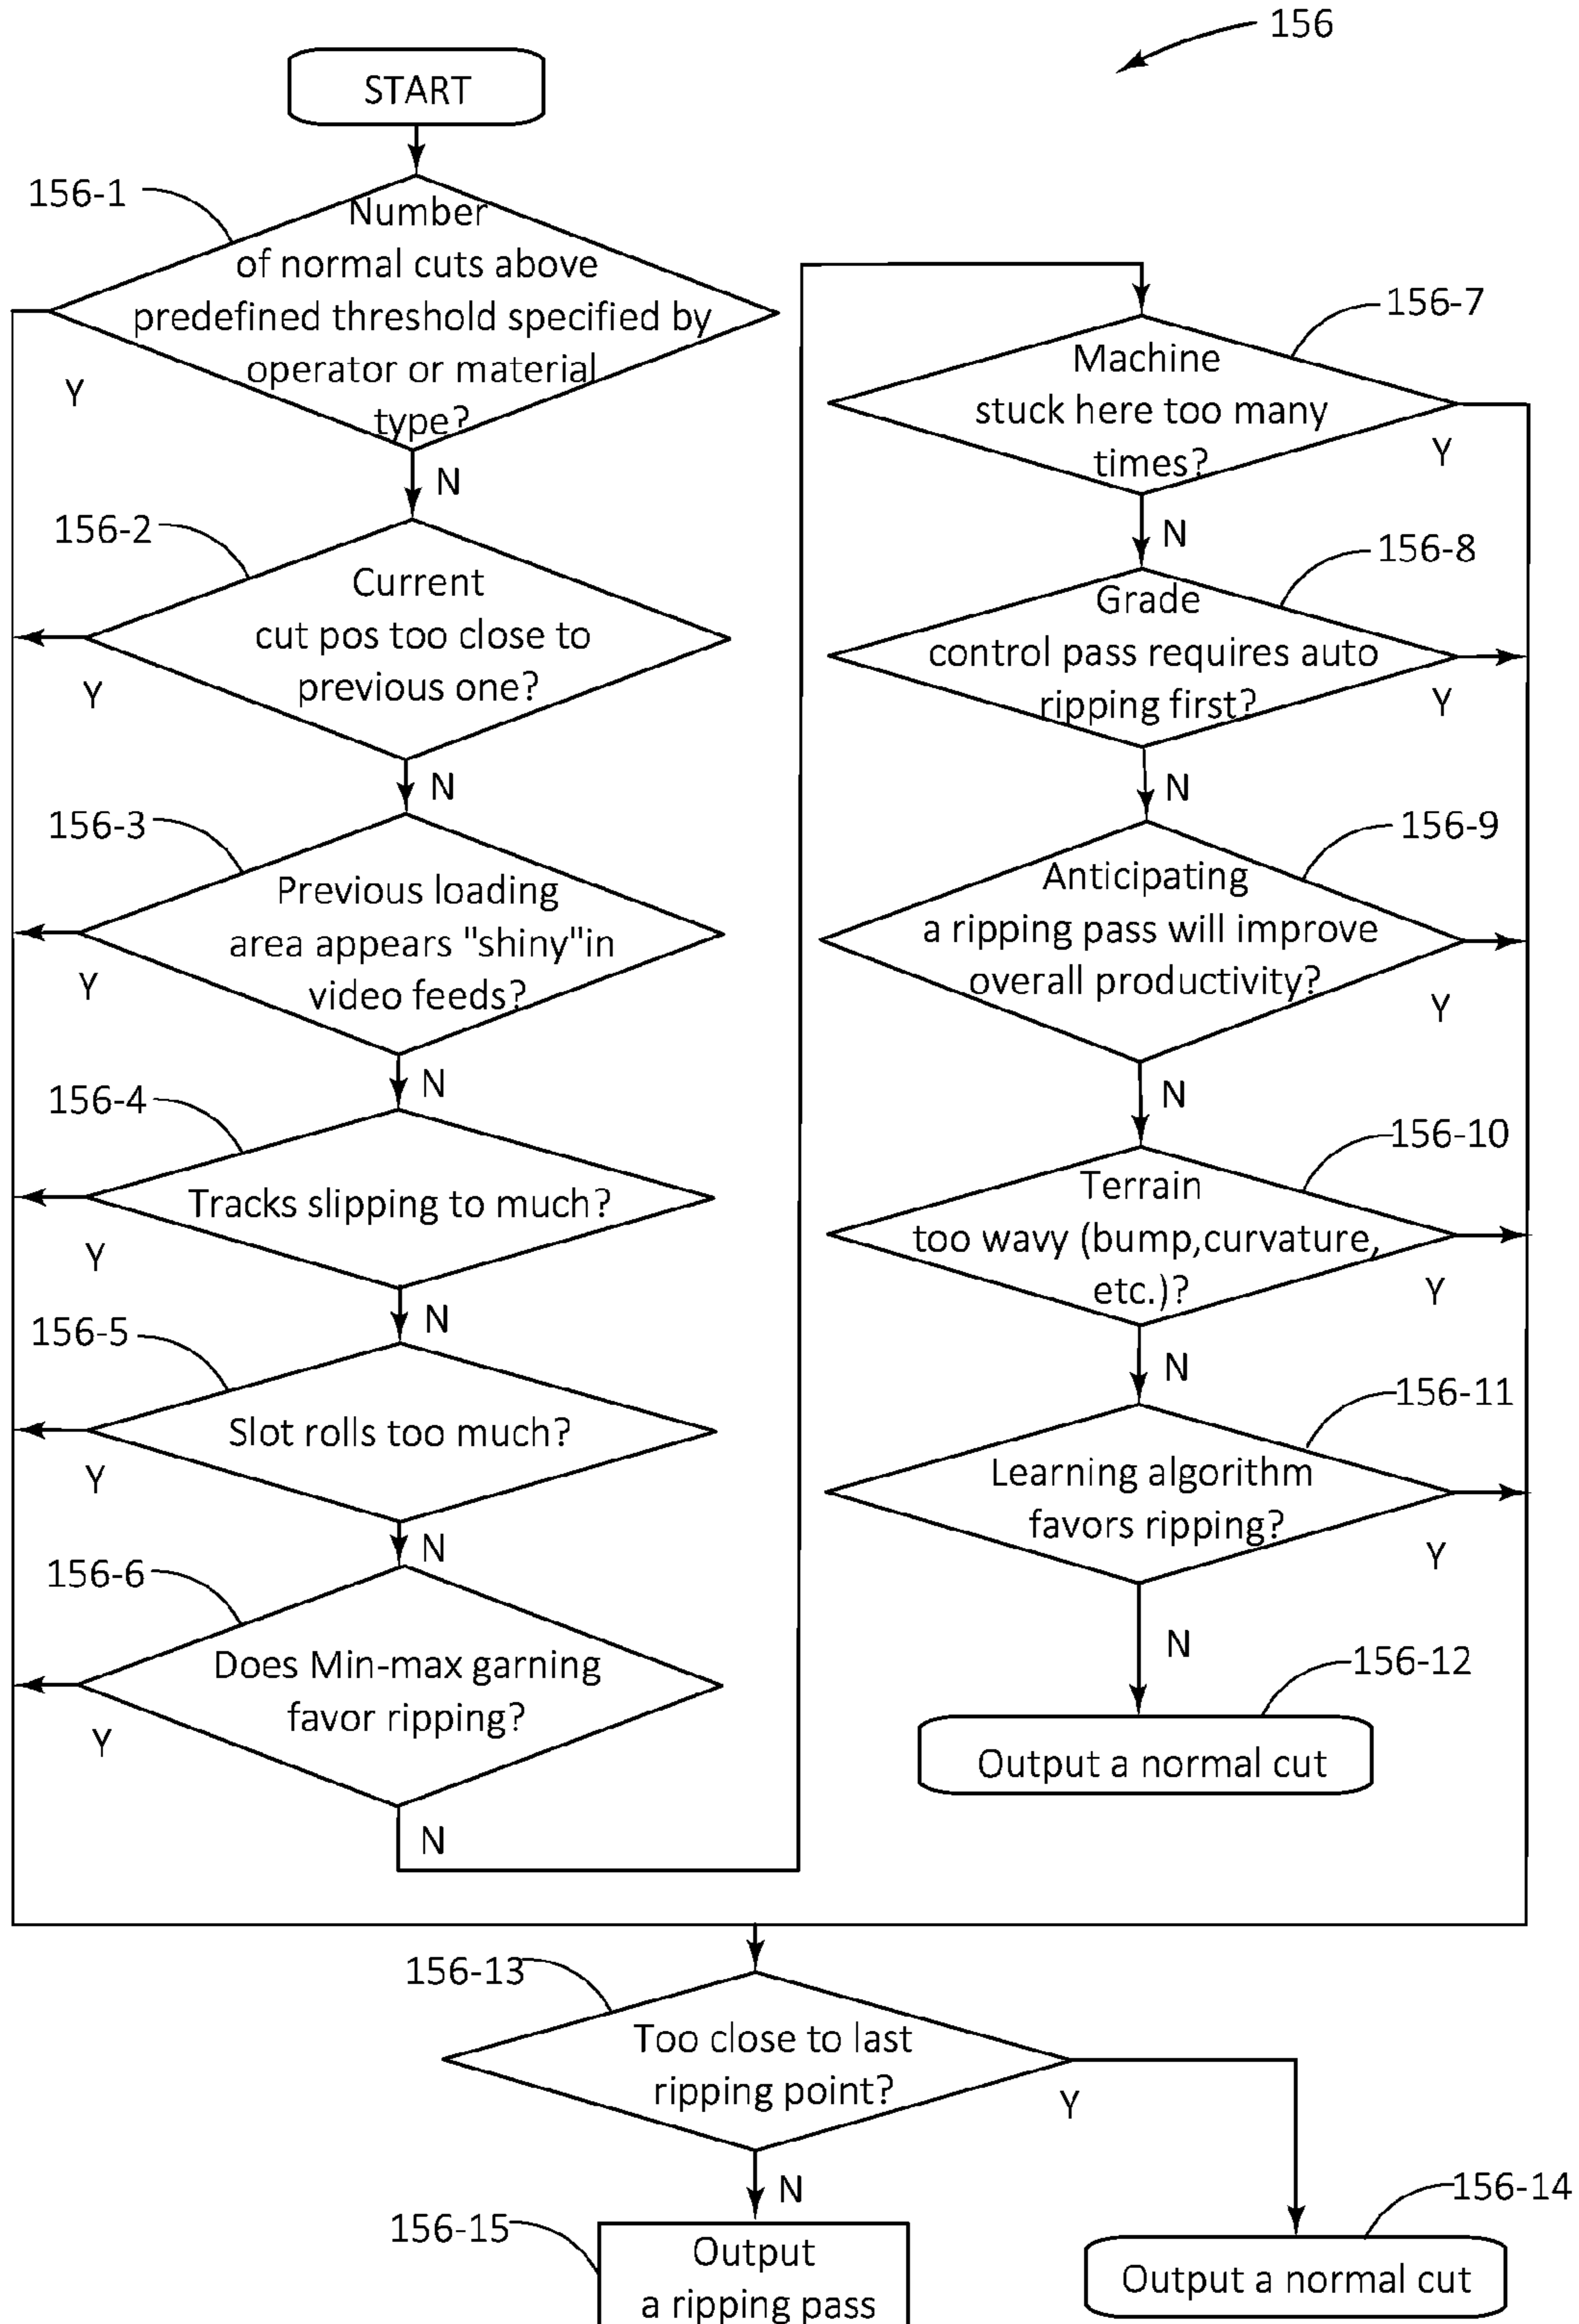 156
START
156-1
Number
of normal cuts above
predefined threshold specified by
operator or material
type?
Y
N
156-2
Current
cut pos too close to
previous one?
Y
N
156-3
Previous loading
area appears "shiny"in
video feeds?
Y
N
156-4
Tracks slipping to much?
Y
N
156-5
Slot rolls too much?
Y
N
156-6
Does Min-max garning
favor ripping?
Y
N
156-7
Machine
stuck here too many
times?
Y
N
156-8
Grade
control pass requires auto
ripping first?
Y
N
156-9
Anticipating
a ripping pass will improve
overall productivity?
Y
N
156-10
Terrain
too wavy (bump,curvature,
etc.)?
Y
N
156-11
Learning algorithm
favors ripping?
Y
N
156-12
Output a normal cut
156-13
Too close to last
ripping point?
Y
N
156-14
Output a normal cut
156-15
Output
a ripping pass